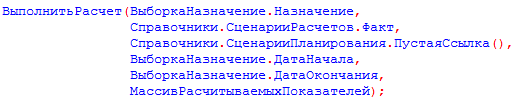 ВыполнитьРасчет(ВыборкаНазначение.Назначение,
Справочники.СценарииРасчетов.Факт,
Справочники.СценарииПланирования.ПустаяСсылка(),
ВыборкаНазначение.ДатаНачала,
ВыборкаНазначение.ДатаОкончания,
МассивРасчитываемыхПоказателей);